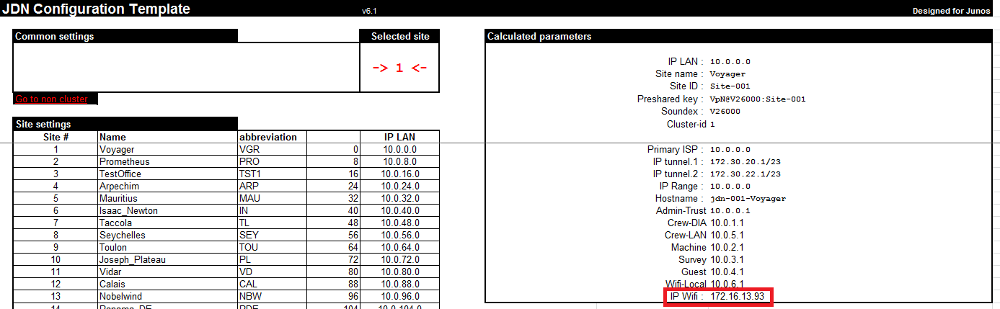 JDN Configuration Template v6.1 Designed for Junos
Common settings Selected site
-> 1 <-
Go to non cluster
Site settings
Site # Name abbreviation IP LAN
1 Voyager VGR 0 10.0.0.0
2 Prometheus PRO 8 10.0.8.0
3 TestOffice TST1 16 10.0.16.0
4 Arpechim ARP 24 10.0.24.0
5 Mauritius MAU 32 10.0.32.0
6 Isaac_Newton IN 40 10.0.40.0
7 Taccola TL 48 10.0.48.0
8 Seychelles SEY 56 10.0.56.0
9 Toulon TOU 64 10.0.64.0
10 Joseph_Plateau PL 72 10.0.72.0
11 Vidar VD 80 10.0.80.0
12 Calais CAL 88 10.0.88.0
13 Nobelwind NBW 96 10.0.96.0
14 Panama_DE PDE 104 10.0.104.0
Calculated parameters
IP LAN : 10.0.0.0
Site name : Voyager
Site ID : Site-001
Preshared key : VpN@V26000:Site-001
Soundex : V26000
Cluster-id 1
Primary ISP : 10.0.0.0
IP tunnel.1 : 172.30.20.1/23
IP tunnel.2 : 172.30.22.1/23
IP Range : 10.0.0.0
Hostname : jdn-001-Voyager
Admin-Trust 10.0.0.1
Crew-DIA 10.0.1.1
Crew-LAN 10.0.5.1
Machine 10.0.2.1
Survey 10.0.3.1
Guest 10.0.4.1
Wifi-Local 10.0.6.1
IP Wifi : 172.16.13.93